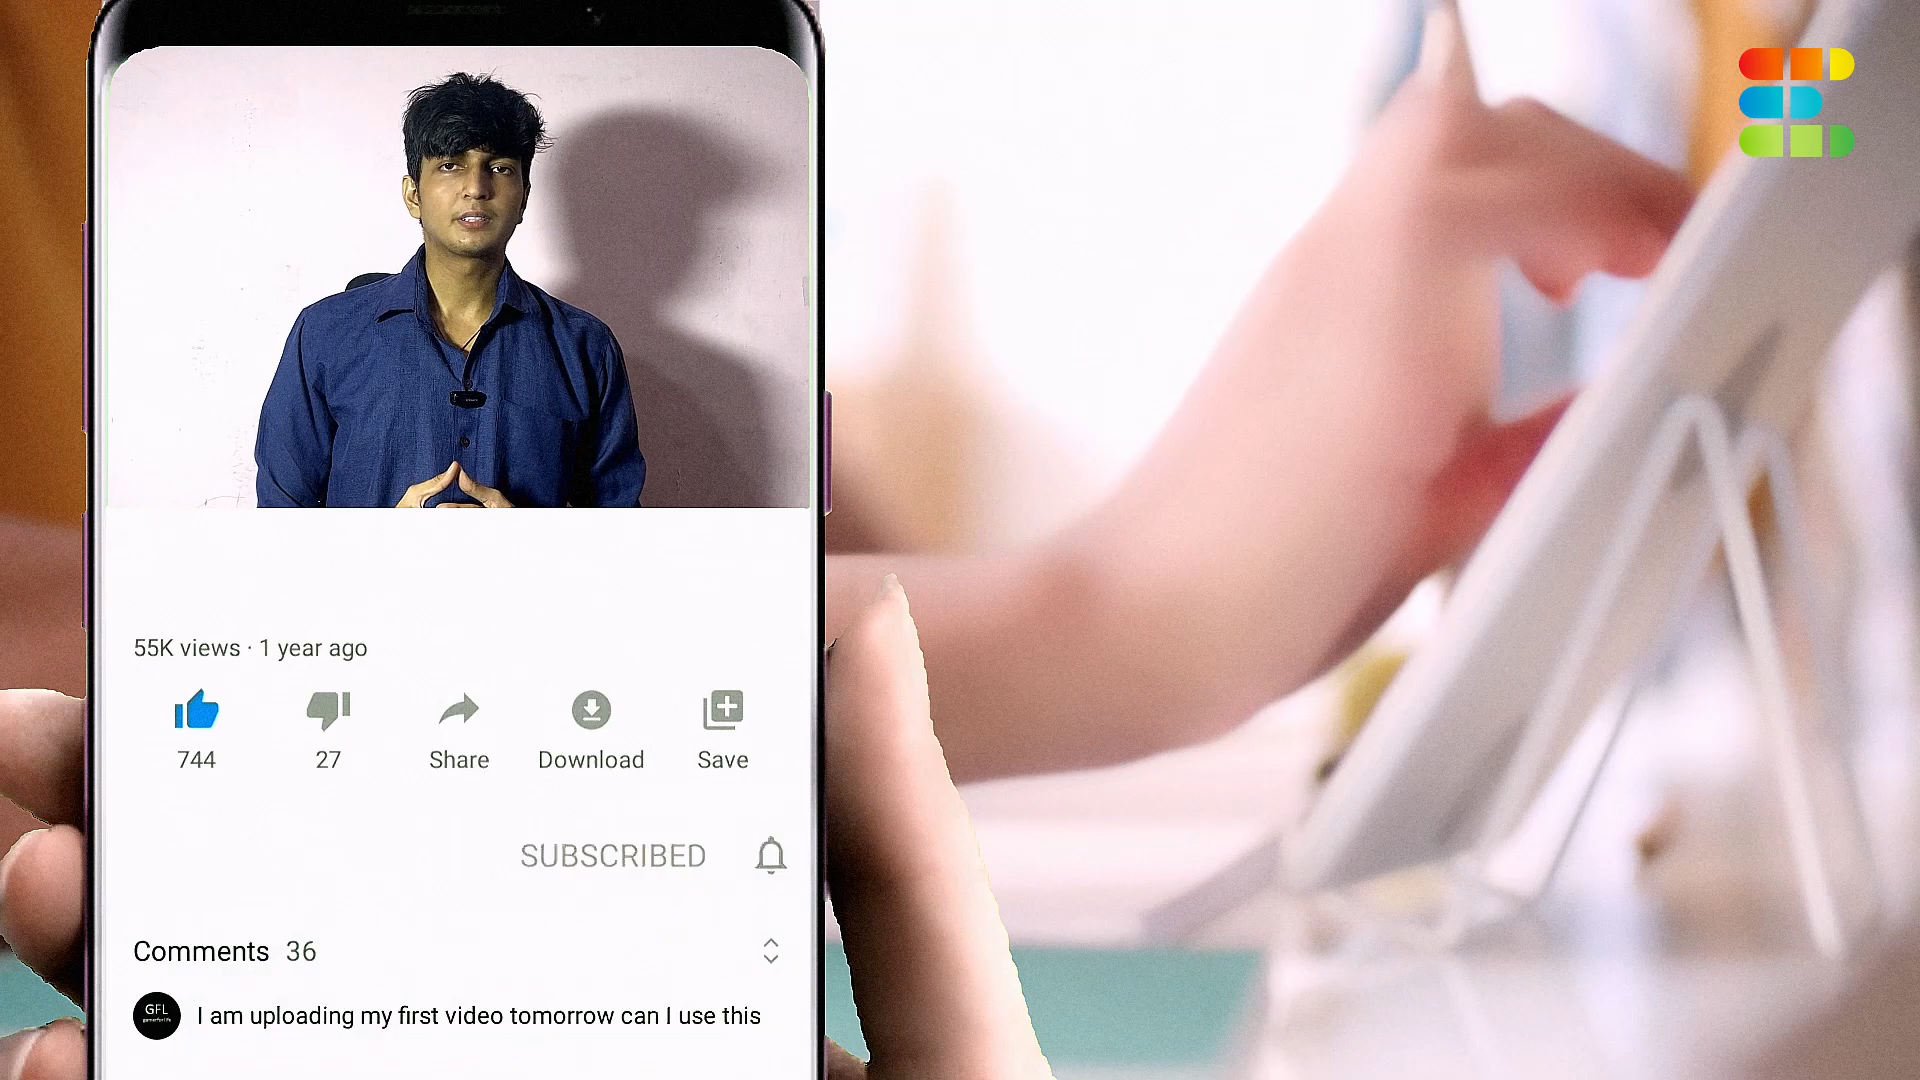 55K views · 1 year ago
744
27
Share
Download
Save
SUBSCRIBED
Comments 36
GFL
I am uploading my first video tomorrow can I use this